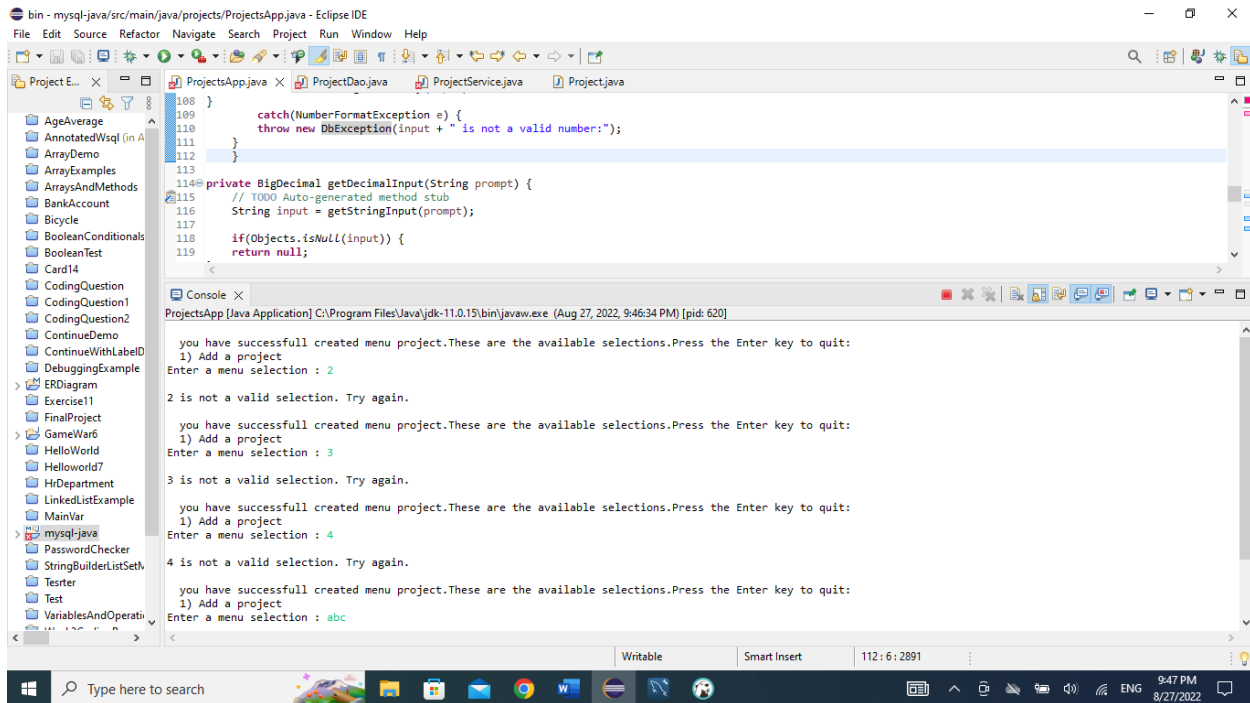 bin - mysql-java/src/main/java/projects/ProjectsApp.java - Eclipse IDE
File Edit Source Refactor Navigate Search Project Run Window Help
Project E...
AgeAverage
AnnotatedWsql (in A
ArrayDemo
ArrayExamples
ArraysAndMethods
BankAccount
Bicycle
BooleanConditionals
BooleanTest
Card14
CodingQuestion
CodingQuestion1
CodingQuestion2
ContinueDemo
ContinueWithLabelD
DebuggingExample
ERDiagram
Exercise11
FinalProject
GameWar6
HelloWorld
Helloworld7
HrDepartment
LinkedListExample
MainVar
mysql-java
PasswordChecker
StringBuilderListSetM
Tesrter
Test
VariablesAndOperati
ProjectsApp.java ProjectDao.java ProjectService.java Project.java
108 }
109 catch(NumberFormatException e) {
110 throw new DbException(input + " is not a valid number:");
111 }
112 }
113
114 private BigDecimal getDecimalInput(String prompt) {
115 // TODO Auto-generated method stub
116 String input = getStringInput(prompt);
117
118 if(Objects.isNull(input)) {
119 return null;
Console
ProjectsApp [Java Application] C:\Program Files\Java\jdk-11.0.15\bin\javaw.exe (Aug 27, 2022, 9:46:34 PM) [pid: 620]
you have successfull created menu project.These are the available selections.Press the Enter key to quit:
1) Add a project
Enter a menu selection : 2
2 is not a valid selection. Try again.
you have successfull created menu project.These are the available selections.Press the Enter key to quit:
1) Add a project
Enter a menu selection : 3
3 is not a valid selection. Try again.
you have successfull created menu project.These are the available selections.Press the Enter key to quit:
1) Add a project
Enter a menu selection : 4
4 is not a valid selection. Try again.
you have successfull created menu project.These are the available selections.Press the Enter key to quit:
1) Add a project
Enter a menu selection : abc
Writable Smart Insert 112 : 6 : 2891
Type here to search
ENG
9:47 PM
8/27/2022